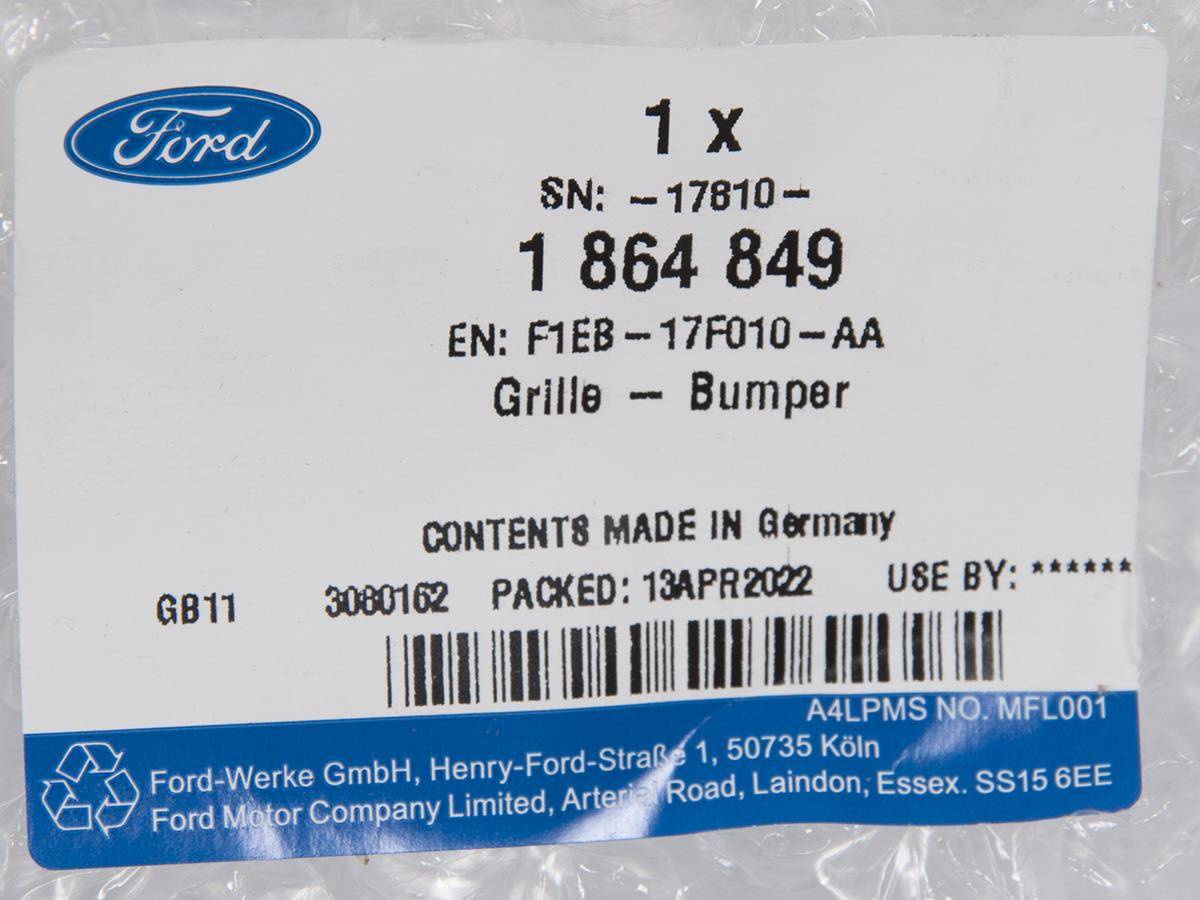 Ford
1 x
SN: -17810-
1 864 849
EN: F1EB-17F010-AA
Grille - Bumper
CONTENTS MADE IN Germany
GB11 3080162 PACKED: 13APR2022 USE BY: ******
A4LPMS NO. MFL001
Ford-Werke GmbH, Henry-Ford-Straße 1, 50735 Köln
Ford Motor Company Limited, Arterial Road, Laindon, Essex. SS15 6EE